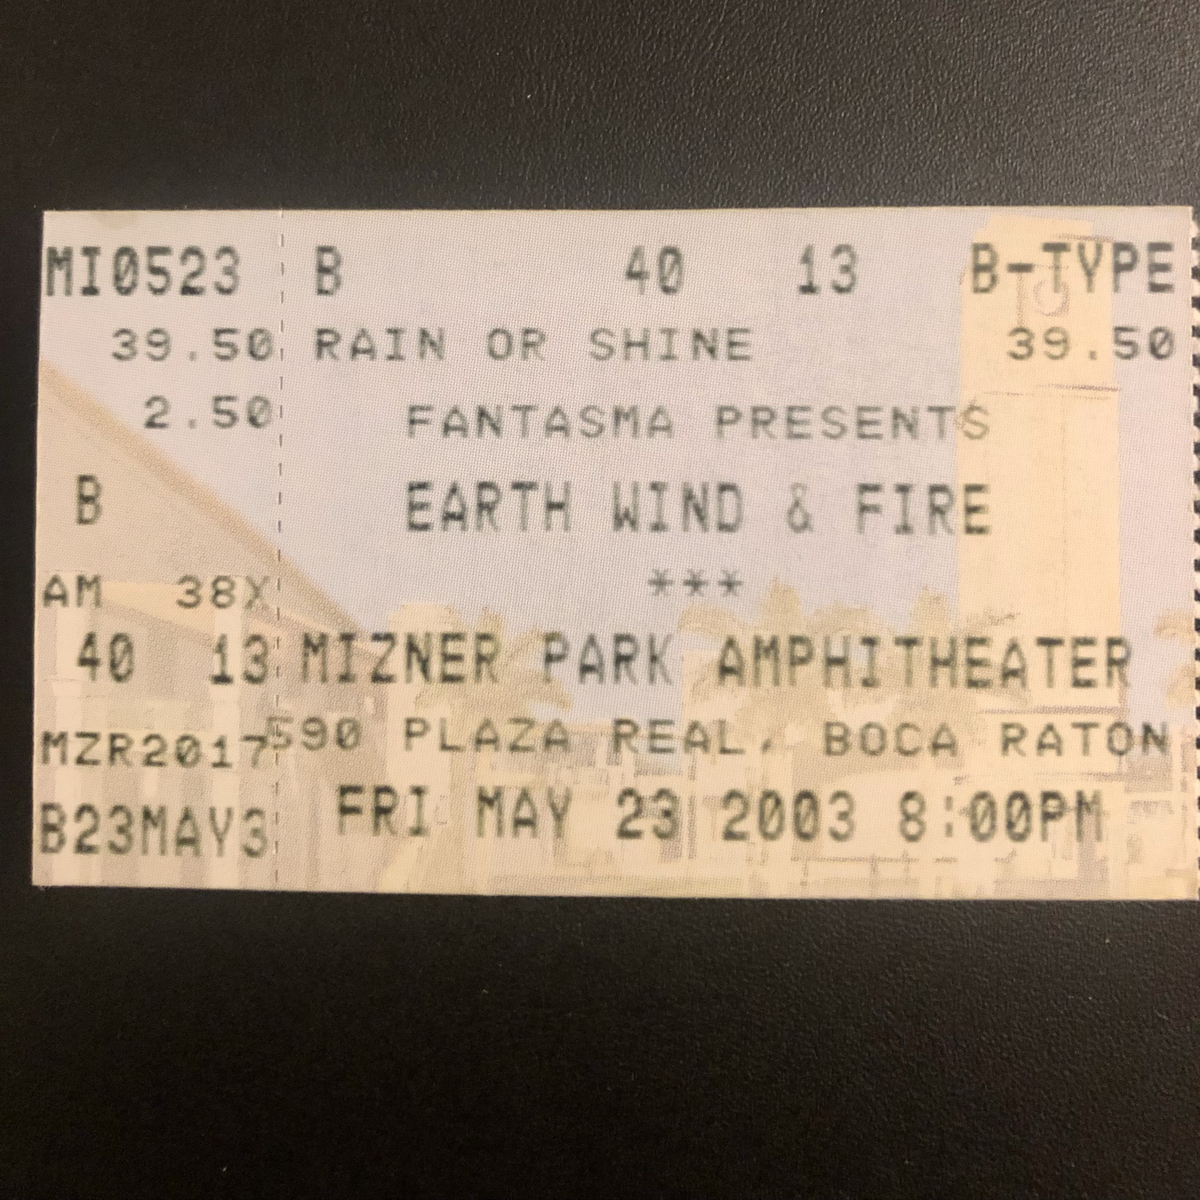 MI0523 B 40 13 B-TYPE
39.50 RAIN OR SHINE 39.50
2.50 FANTASMA PRESENTS
B EARTH WIND & FIRE
***
AM 38X
40 13 MIZNER PARK AMPHITHEATER
MZR2017 590 PLAZA REAL, BOCA RATON
B23MAY3 FRI MAY 23 2003 8:00PM